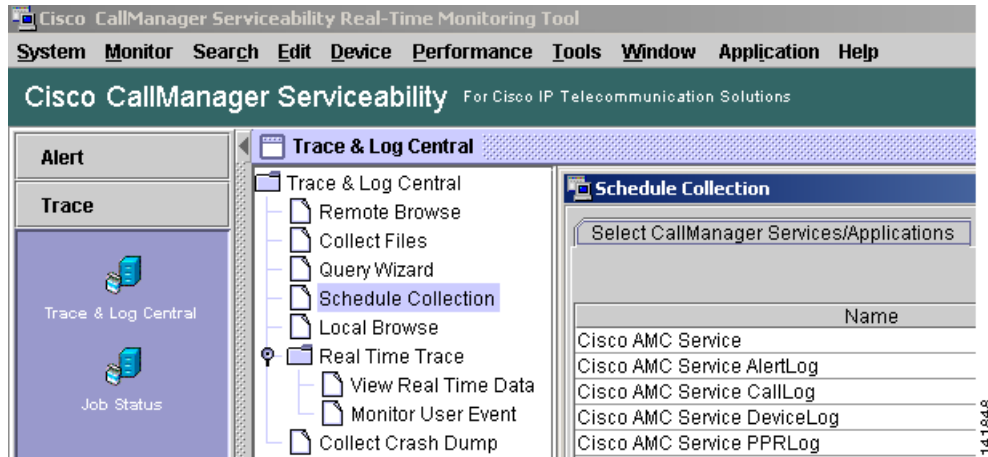 Cisco CallManager Serviceability Real-Time Monitoring Tool
System Monitor Search Edit Device Performance Tools Window Application Help
Cisco CallManager Serviceability For Cisco IP Telecommunication Solutions
Alert
Trace
Trace & Log Central
Job Status
Trace & Log Central
Trace & Log Central
Remote Browse
Collect Files
Query Wizard
Schedule Collection
Local Browse
Real Time Trace
View Real Time Data
Monitor User Event
Collect Crash Dump
Schedule Collection
Select CallManager Services/Applications
Name
Cisco AMC Service
Cisco AMC Service AlertLog
Cisco AMC Service CallLog
Cisco AMC Service DeviceLog
Cisco AMC Service PPRLog
141848